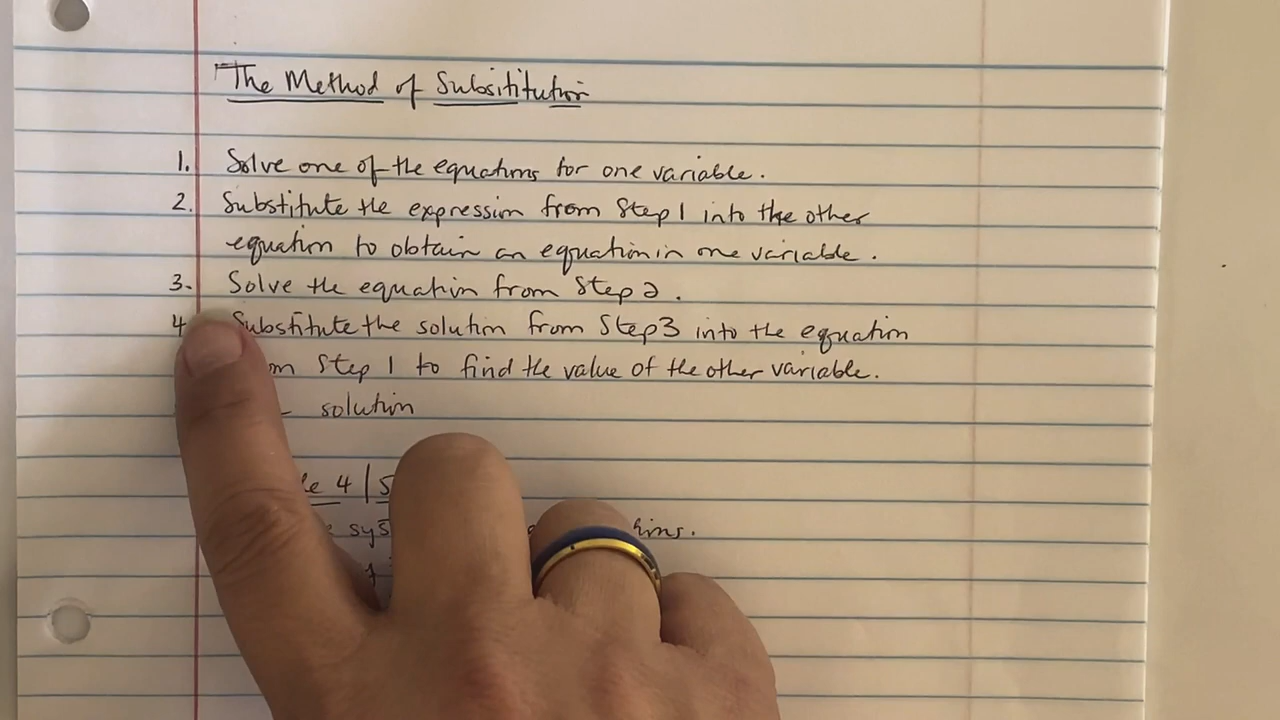 The Method of Subsititution
1. Solve one of the equations for one variable.
2. Substitute the expression from Step 1 into the other
equation to obtain an equation in one variable.
3. Solve the equation from Step 2.
4 Substitute the solution from Step 3 into the equation
Step 1 to find the value of the other variable.
solution
4